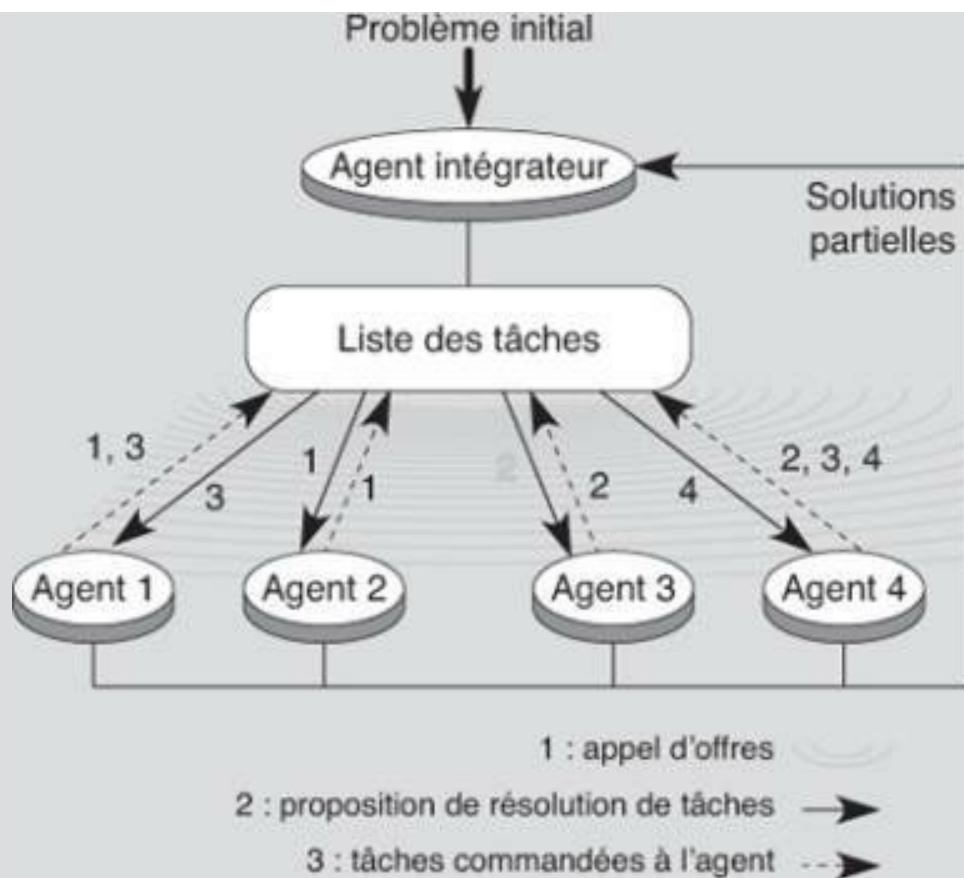 Problème initial
Agent intégrateur
Solutions
partielles
Liste des tâches
1, 3
3
1
1
2
2
4
2, 3, 4
Agent 1
Agent 2
Agent 3
Agent 4
1 : appel d'offres
2 : proposition de résolution de tâches
3 : tâches commandées à l'agent